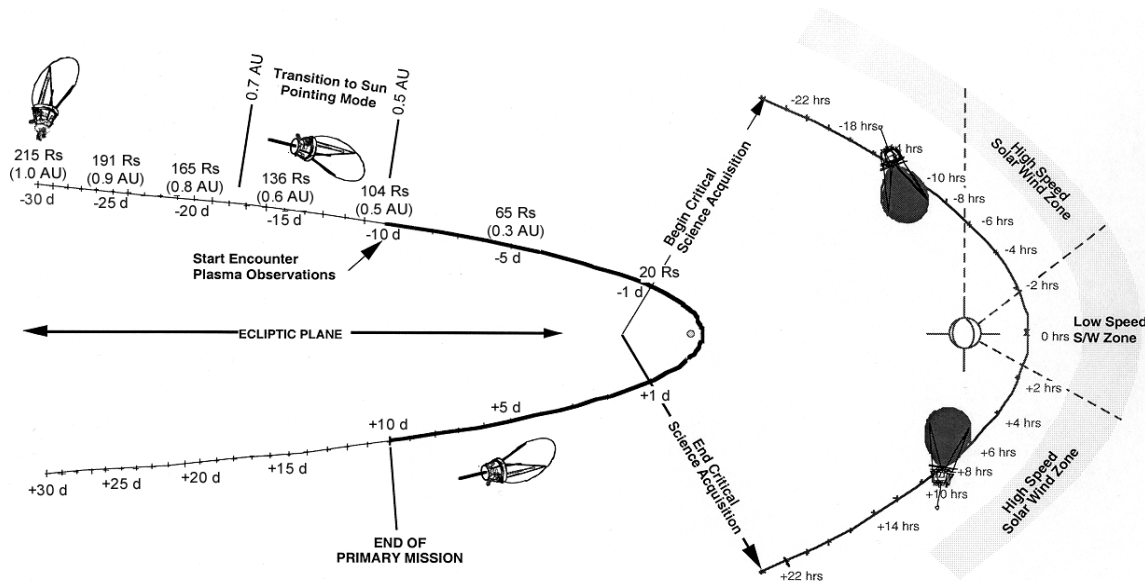 0.7 AU
Transition to Sun
Pointing Mode
0.5 AU
215 Rs
(1.0 AU)
-30 d
191 Rs
(0.9 AU)
-25 d
165 Rs
(0.8 AU)
-20 d
136 Rs
(0.6 AU)
-15 d
104 Rs
(0.5 AU)
-10 d
65 Rs
(0.3 AU)
-5 d
20 Rs
-1 d
Start Encounter
Plasma Observations
ECLIPTIC PLANE
+1 d
+5 d
+10 d
+15 d
+20 d
+25 d
+30 d
END OF
PRIMARY MISSION
Begin Critical
Science Acquisition
End Critical
Science Acquisition
-22 hrs
-18 hrs
-10 hrs
-8 hrs
-6 hrs
-4 hrs
-2 hrs
0 hrs
+2 hrs
+4 hrs
+6 hrs
+8 hrs
+10 hrs
+14 hrs
+22 hrs
High Speed
Solar Wind Zone
Low Speed
S/W Zone
High Speed
Solar Wind Zone